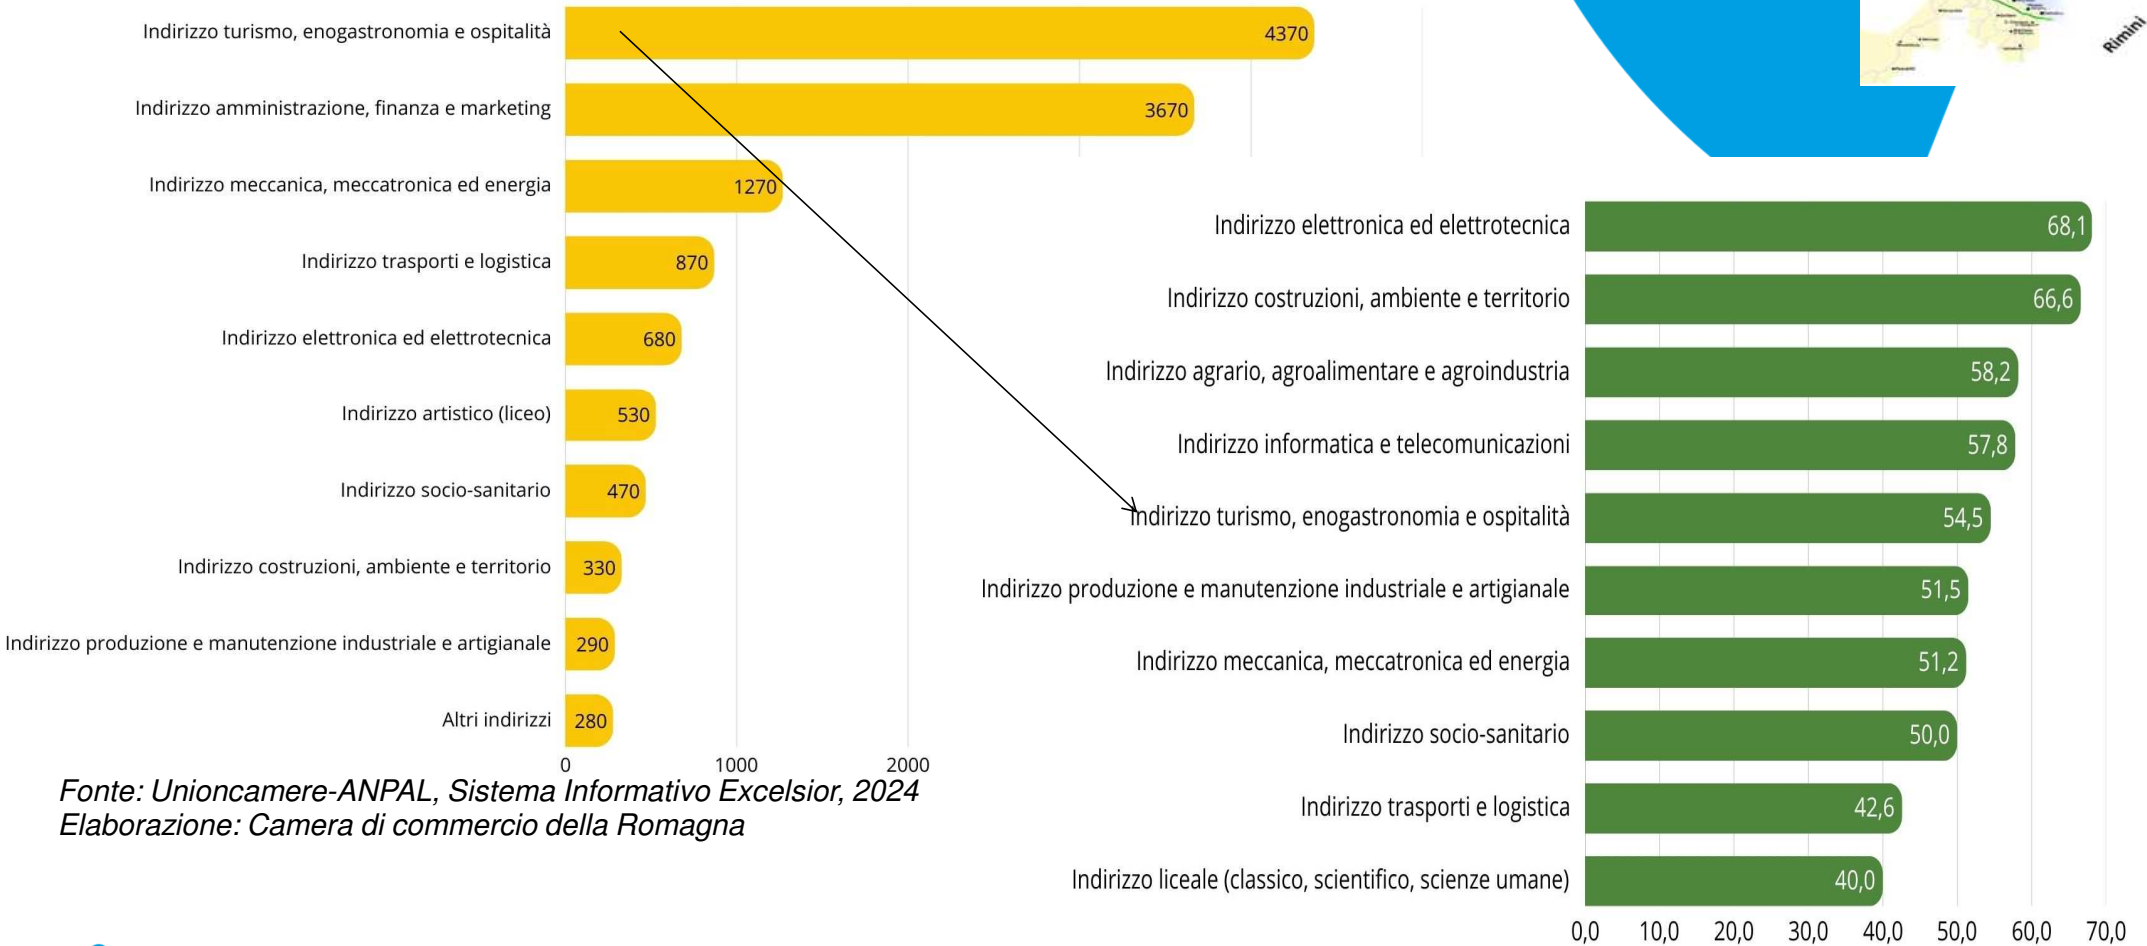 Indirizzo turismo, enogastronomia e ospitalità 4370
Indirizzo amministrazione, finanza e marketing 3670
Indirizzo meccanica, meccatronica ed energia 1270
Indirizzo trasporti e logistica 870
Indirizzo elettronica ed elettrotecnica 680
Indirizzo artistico (liceo) 530
Indirizzo socio-sanitario 470
Indirizzo costruzioni, ambiente e territorio 330
Indirizzo produzione e manutenzione industriale e artigianale 290
Altri indirizzi 280
0 1000 2000
Fonte: Unioncamere-ANPAL, Sistema Informativo Excelsior, 2024
Elaborazione: Camera di commercio della Romagna
Rimini
Indirizzo elettronica ed elettrotecnica 68,1
Indirizzo costruzioni, ambiente e territorio 66,6
Indirizzo agrario, agroalimentare e agroindustria 58,2
Indirizzo informatica e telecomunicazioni 57,8
Indirizzo turismo, enogastronomia e ospitalità 54,5
Indirizzo produzione e manutenzione industriale e artigianale 51,5
Indirizzo meccanica, meccatronica ed energia 51,2
Indirizzo socio-sanitario 50,0
Indirizzo trasporti e logistica 42,6
Indirizzo liceale (classico, scientifico, scienze umane) 40,0
0,0 10,0 20,0 30,0 40,0 50,0 60,0 70,0